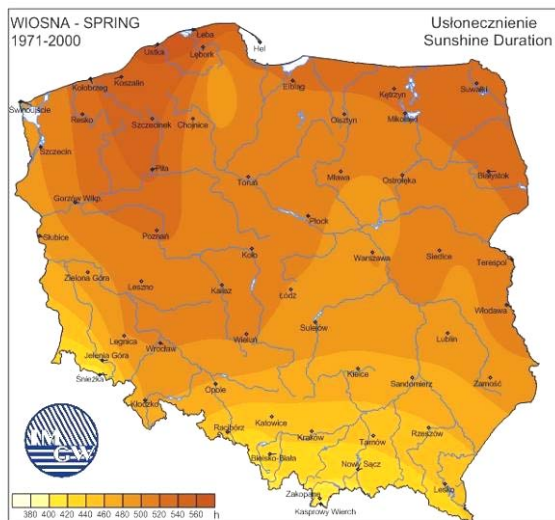 WIOSNA - SPRING
1971-2000
Usłonecznienie
Sunshine Duration
Łeba
Hel
Ustka
Lębork
Kołobrzeg
Koszalin
Elbląg
Kętrzyn
Suwałki
Świnoujście
Resko
Szczecinek
Chojnice
Olsztyn
Mikołajki
Szczecin
Piła
Toruń
Mława
Ostrołęka
Białystok
Gorzów Wlkp.
Płock
Słubice
Poznań
Koło
Warszawa
Siedlce
Terespol
Zielona Góra
Leszno
Kalisz
Łódź
Włodawa
Sulejów
Legnica
Wrocław
Wieluń
Lublin
Jelenia Góra
Śnieżka
Kielce
Sandomierz
Zamość
Opole
Kłodzko
Katowice
Racibórz
Kraków
Tarnów
Rzeszów
Bielsko-Biała
Nowy Sącz
Lesko
Zakopane
Kasprowy Wierch
IM
GW
380 400 420 440 460 480 500 520 540 560 h